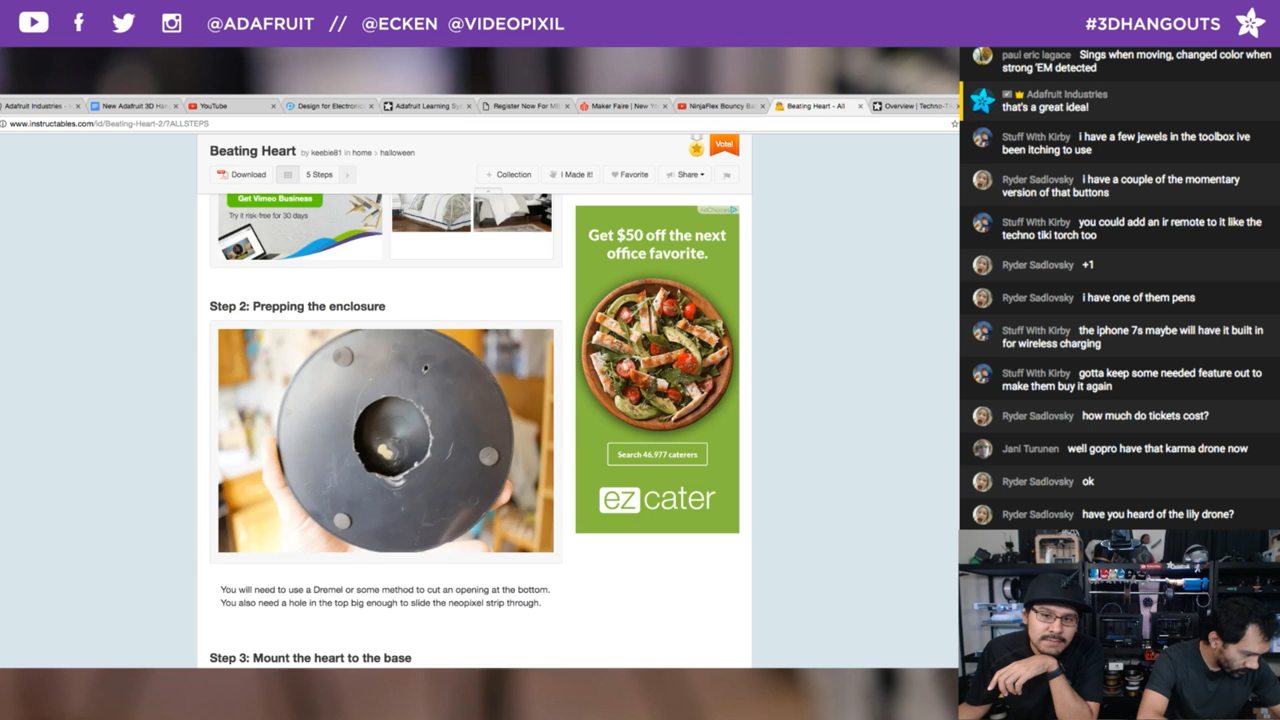 @ADAFRUIT // @ECKEN @VIDEOPIXIL
#3DHANGOUTS
Adafruit Industries -
New Adafruit 3D Han
YouTube
Design for Electronic
Adafruit Learning Sys
Register Now For
Maker Faire | New Yo
NinjaFlex Bouncy Ba
Beating Heart - All
Overview | Techno-Ti
www.instructables.com/id/Beating-Heart-2/?ALLSTEPS
Beating Heart by keebie81 in home > halloween
Vote!
Download
5 Steps
+ Collection
I Made it!
Favorite
Share
Get Vimeo Business
Try it risk-free for 30 days
AdChoices
Get $50 off the next
office favorite.
Search 46,977 caterers
ez cater
Step 2: Prepping the enclosure
You will need to use a Dremel or some method to cut an opening at the bottom.
You also need a hole in the top big enough to slide the neopixel strip through.
Step 3: Mount the heart to the base
paul eric lagace Sings when moving, changed color when
strong 'EM detected
Adafruit Industries
that's a great idea!
Stuff With Kirby i have a few jewels in the toolbox ive
been itching to use
Ryder Sadlovsky i have a couple of the momentary
version of that buttons
Stuff With Kirby you could add an ir remote to it like the
techno tiki torch too
Ryder Sadlovsky +1
Ryder Sadlovsky i have one of them pens
Stuff With Kirby the iphone 7s maybe will have it built in
for wireless charging
Stuff With Kirby gotta keep some needed feature out to
make them buy it again
Ryder Sadlovsky how much do tickets cost?
Jani Turunen well gopro have that karma drone now
Ryder Sadlovsky ok
Ryder Sadlovsky have you heard of the lily drone?